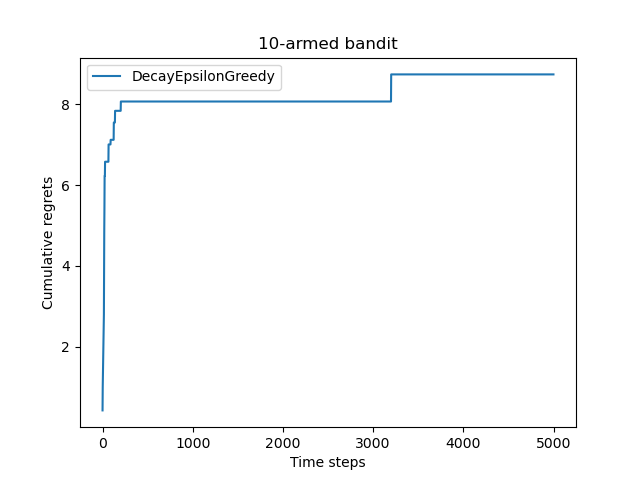 10-armed bandit
DecayEpsilonGreedy
Cumulative regrets
8
6
4
2
0 1000 2000 3000 4000 5000
Time steps